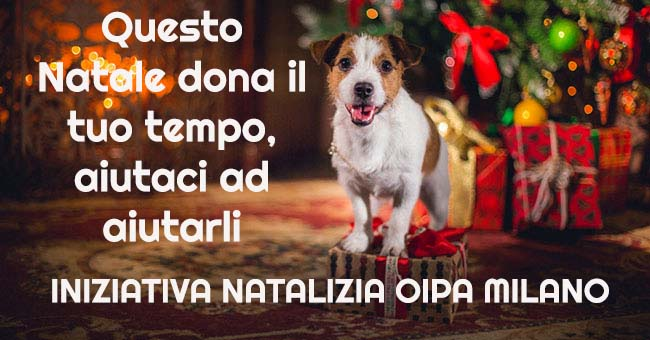 Questo
Natale dona il
tuo tempo,
aiutaci ad
aiutarli
INIZIATIVA NATALIZIA OIPA MILANO